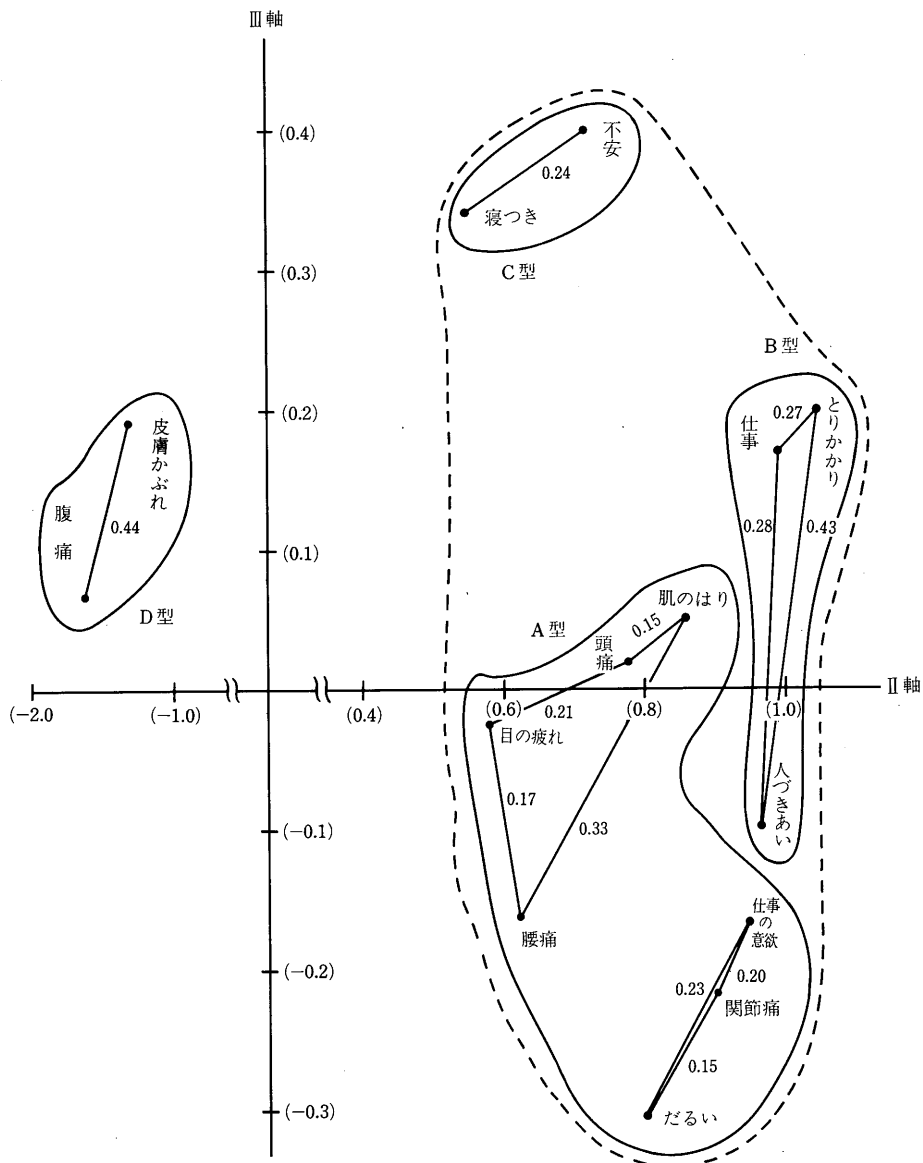 Ⅲ軸
(0.4)
不安
0.24
寝つき
C型
(0.3)
B型
(0.2)
皮膚かぶれ
0.27
仕事
とりかかり
腹痛
0.44
0.28
0.43
(0.1)
D型
A型
肌のはり
0.15
頭痛
Ⅱ軸
(−2.0
(−1.0)
(0.4)
(0.6)
(0.8)
(1.0)
0.21
目の疲れ
人づきあい
0.17
0.33
(−0.1)
腰痛
仕事の意欲
(−0.2)
0.23
0.20
関節痛
0.15
(−0.3)
だるい